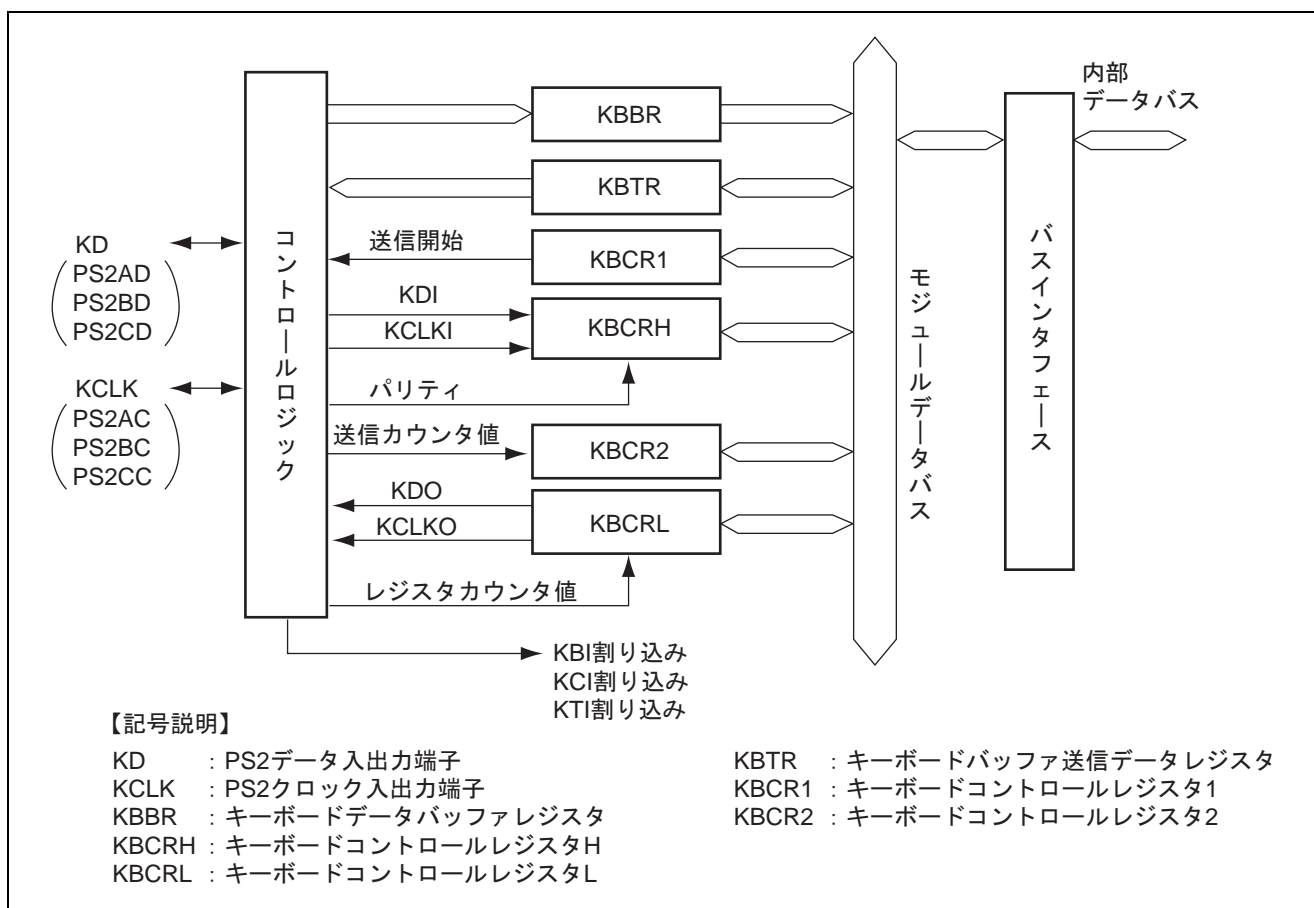 内部
データバス
KBBR
KBTR
KD
PS2AD
PS2BD
PS2CD
KCLK
PS2AC
PS2BC
PS2CC
コントロールロジック
送信開始
KBCR1
KDI
KCLKI
KBCRH
パリティ
送信カウンタ値
KBCR2
KDO
KCLKO
KBCRL
レジスタカウンタ値
モジュールデータバス
バスインタフェース
KBI割り込み
KCI割り込み
KTI割り込み
【記号説明】
KD : PS2データ入出力端子
KCLK : PS2クロック入出力端子
KBBR : キーボードデータバッファレジスタ
KBCRH : キーボードコントロールレジスタH
KBCRL : キーボードコントロールレジスタL
KBTR : キーボードバッファ送信データレジスタ
KBCR1 : キーボードコントロールレジスタ1
KBCR2 : キーボードコントロールレジスタ2